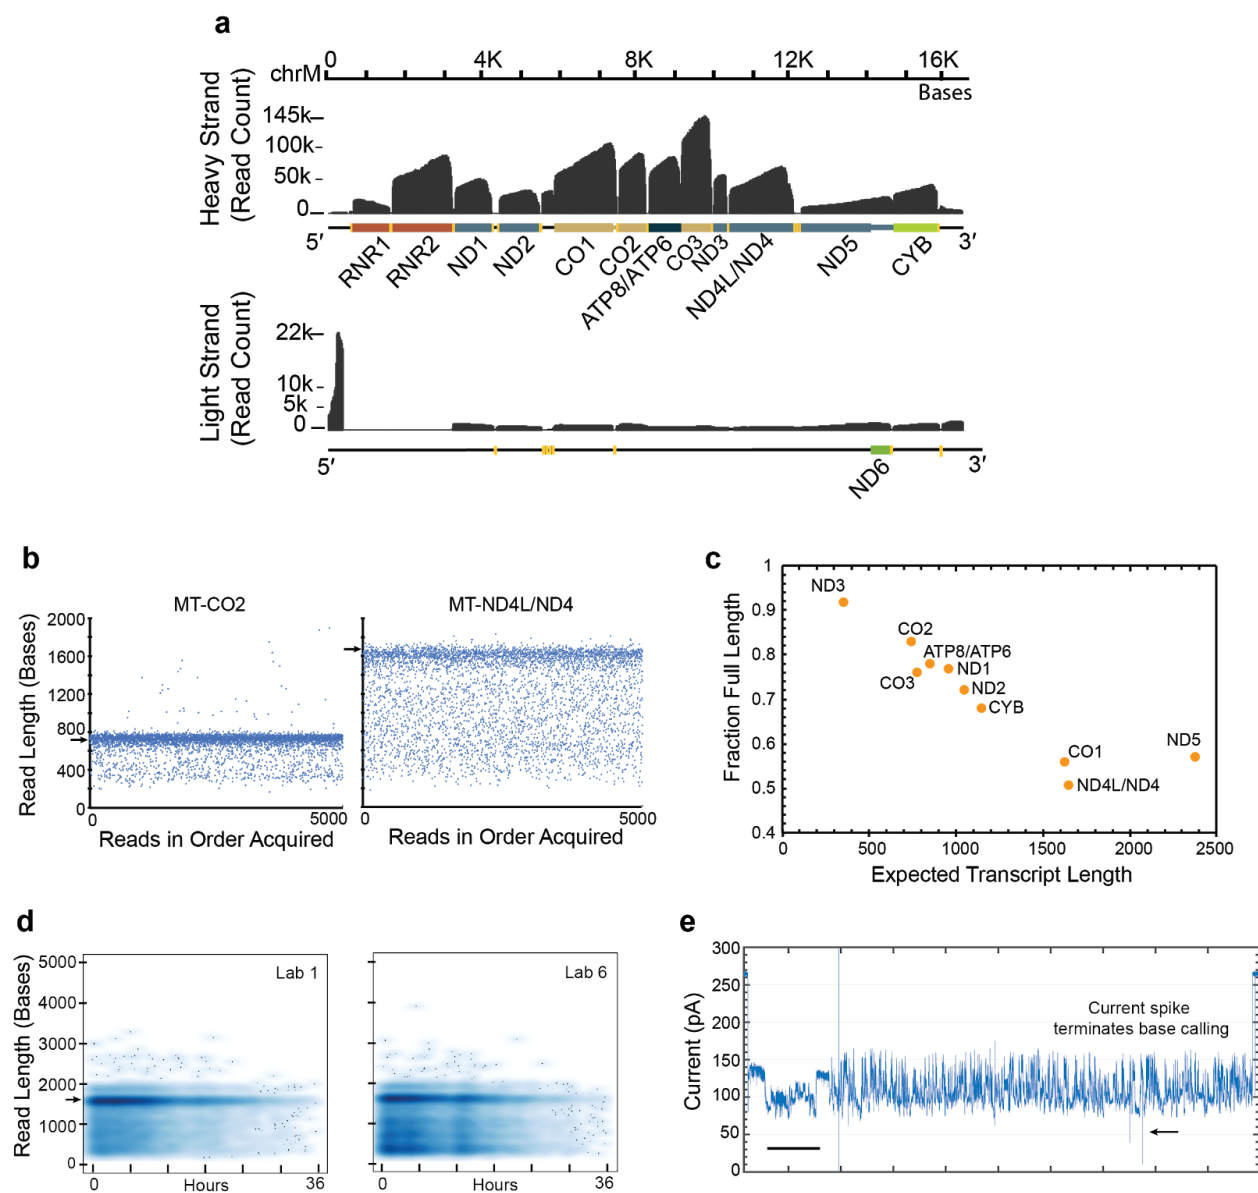 a
0 4K 8K 12K 16K
chrM
Bases
Heavy Strand
(Read Count)
145k
100k
50k
0
5′ 3′
RNR1 RNR2 ND1 ND2 CO1 CO2 ATP8/ATP6 CO3 ND3 ND4L/ND4 ND5 CYB
Light Strand
(Read Count)
22k
10k
5k
0
5′ 3′
ND6
b
MT-CO2 MT-ND4L/ND4
Read Length (Bases)
2000
1600
1200
800
400
0
0 5000 0 5000
Reads in Order Acquired Reads in Order Acquired
c
Fraction Full Length
1
0.9
0.8
0.7
0.6
0.5
0.4
ND3
CO2
ATP8/ATP6
CO3 ND1
ND2
CYB
CO1 ND5
ND4L/ND4
0 500 1000 1500 2000 2500
Expected Transcript Length
d
Lab 1 Lab 6
Read Length (Bases)
5000
4000
3000
2000
1000
0
0 Hours 36 0 Hours 36
e
Current (pA)
300
250
200
150
100
50
0
Current spike
terminates base calling